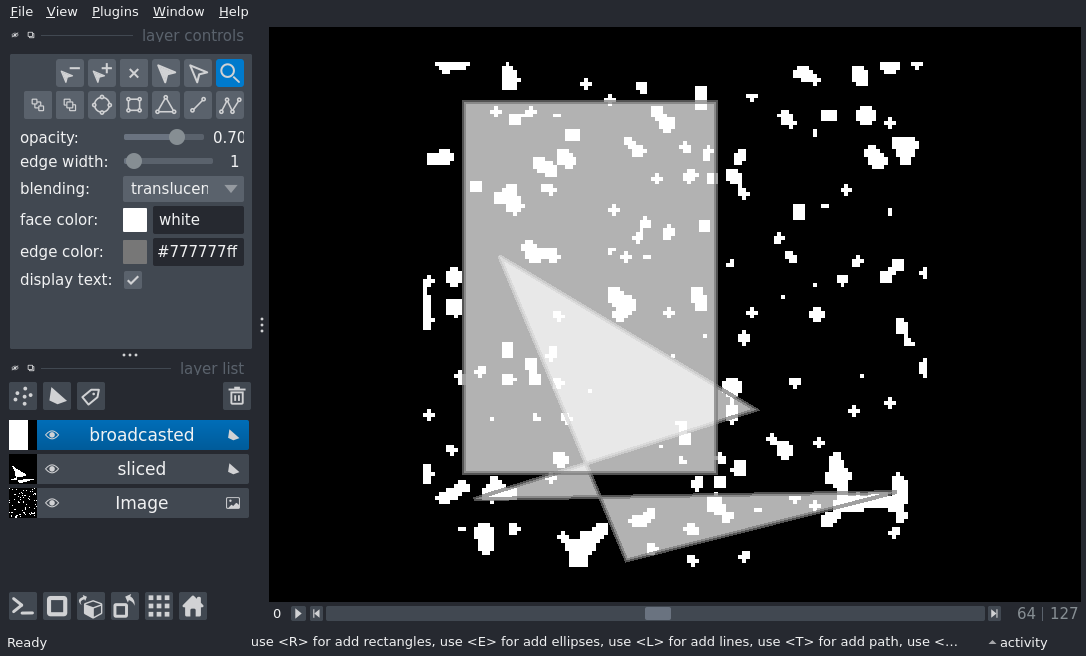 File View Plugins Window Help
layer controls
opacity: 0.70
edge width: 1
blending: translucen
face color: white
edge color: #777777ff
display text:
layer list
broadcasted
sliced
Image
0 64 127
Ready use <R> for add rectangles, use <E> for add ellipses, use <L> for add lines, use <T> for add path, use <... activity